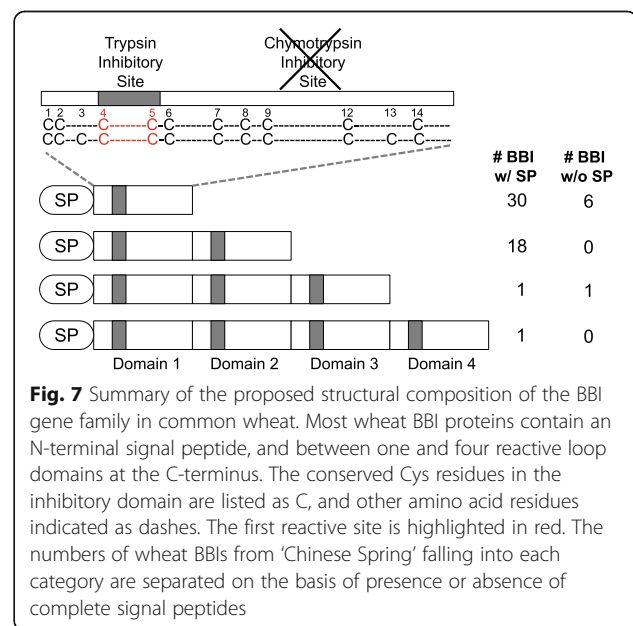 Trypsin
Inhibitory
Site
Chymotrypsin
Inhibitory
Site
1 2 3 4 5 6 7 8 9 12 13 14
CC------C-------C-C------C---C--C----------C----------C----
CC--C---C-------C-C------C---C--C----------C-----C---C----
# BBI
w/ SP
# BBI
w/o SP
SP 30 6
SP 18 0
SP 1 1
SP 1 0
Domain 1 Domain 2 Domain 3 Domain 4
Fig. 7 Summary of the proposed structural composition of the BBI
gene family in common wheat. Most wheat BBI proteins contain an
N-terminal signal peptide, and between one and four reactive loop
domains at the C-terminus. The conserved Cys residues in the
inhibitory domain are listed as C, and other amino acid residues
indicated as dashes. The first reactive site is highlighted in red. The
numbers of wheat BBIs from ‘Chinese Spring’ falling into each
category are separated on the basis of presence or absence of
complete signal peptides